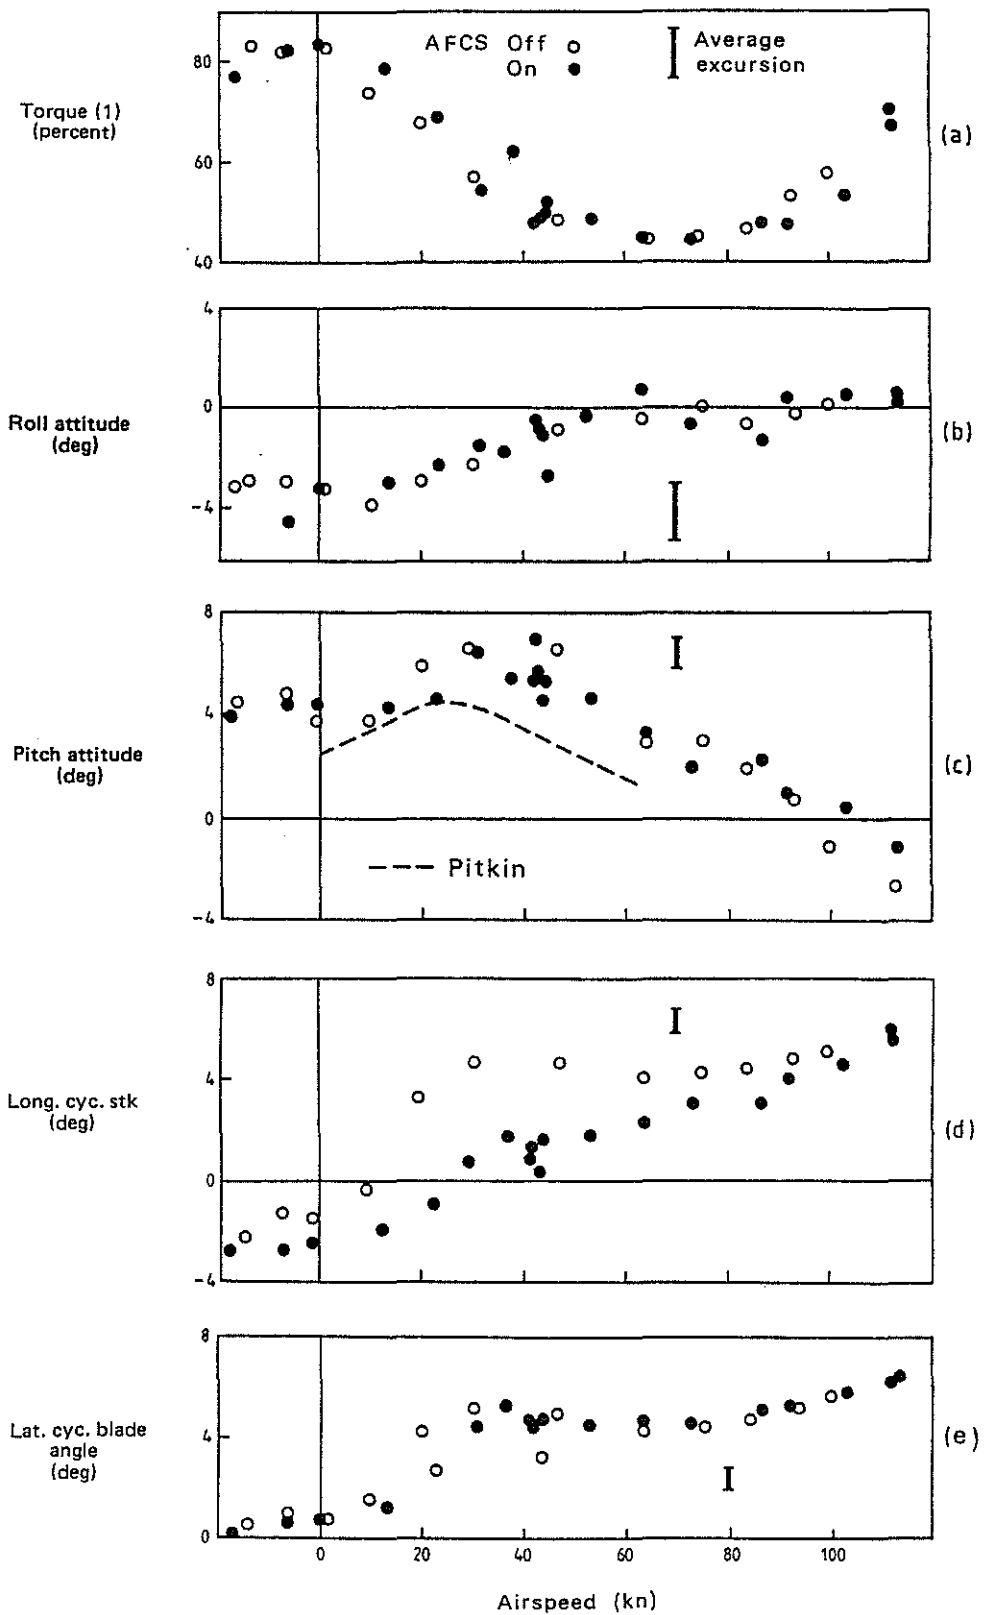 AFCS Off
On
Average
excursion
80
60
40
Torque (1)
(percent)
(a)
4
0
-4
Roll attitude
(deg)
(b)
8
4
0
-4
Pitch attitude
(deg)
Pitkin
(c)
8
4
0
-4
Long. cyc. stk
(deg)
(d)
8
4
0
Lat. cyc. blade
angle
(deg)
(e)
0 20 40 60 80 100
Airspeed (kn)